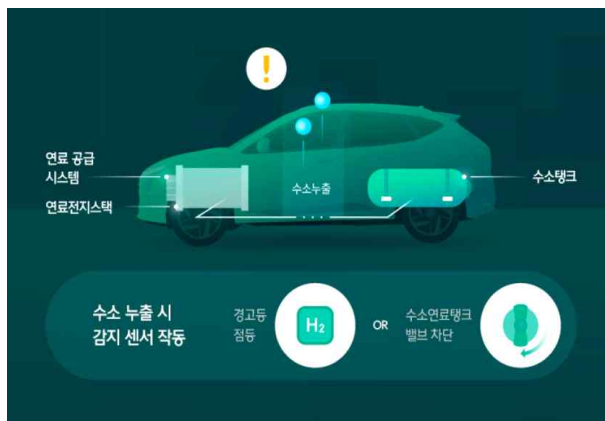 !
연료 공급
시스템
연료전지스택
수소누출
수소탱크
수소 누출 시
감지 센서 작동
경고등
점등
H2
OR
수소연료탱크
밸브 차단